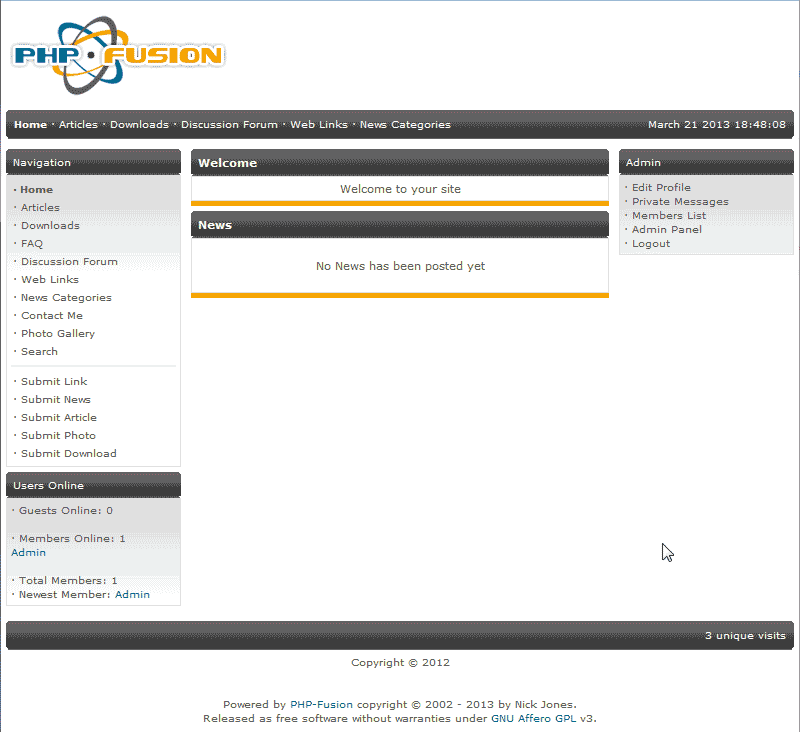 PHP·FUSION
Home · Articles · Downloads · Discussion Forum · Web Links · News Categories
March 21 2013 18:48:08
Navigation
· Home
· Articles
· Downloads
· FAQ
· Discussion Forum
· Web Links
· News Categories
· Contact Me
· Photo Gallery
· Search
· Submit Link
· Submit News
· Submit Article
· Submit Photo
· Submit Download
Users Online
· Guests Online: 0
· Members Online: 1
Admin
· Total Members: 1
· Newest Member: Admin
Welcome
Welcome to your site
News
No News has been posted yet
Admin
· Edit Profile
· Private Messages
· Members List
· Admin Panel
· Logout
3 unique visits
Copyright © 2012
Powered by PHP-Fusion copyright © 2002 - 2013 by Nick Jones.
Released as free software without warranties under GNU Affero GPL v3.